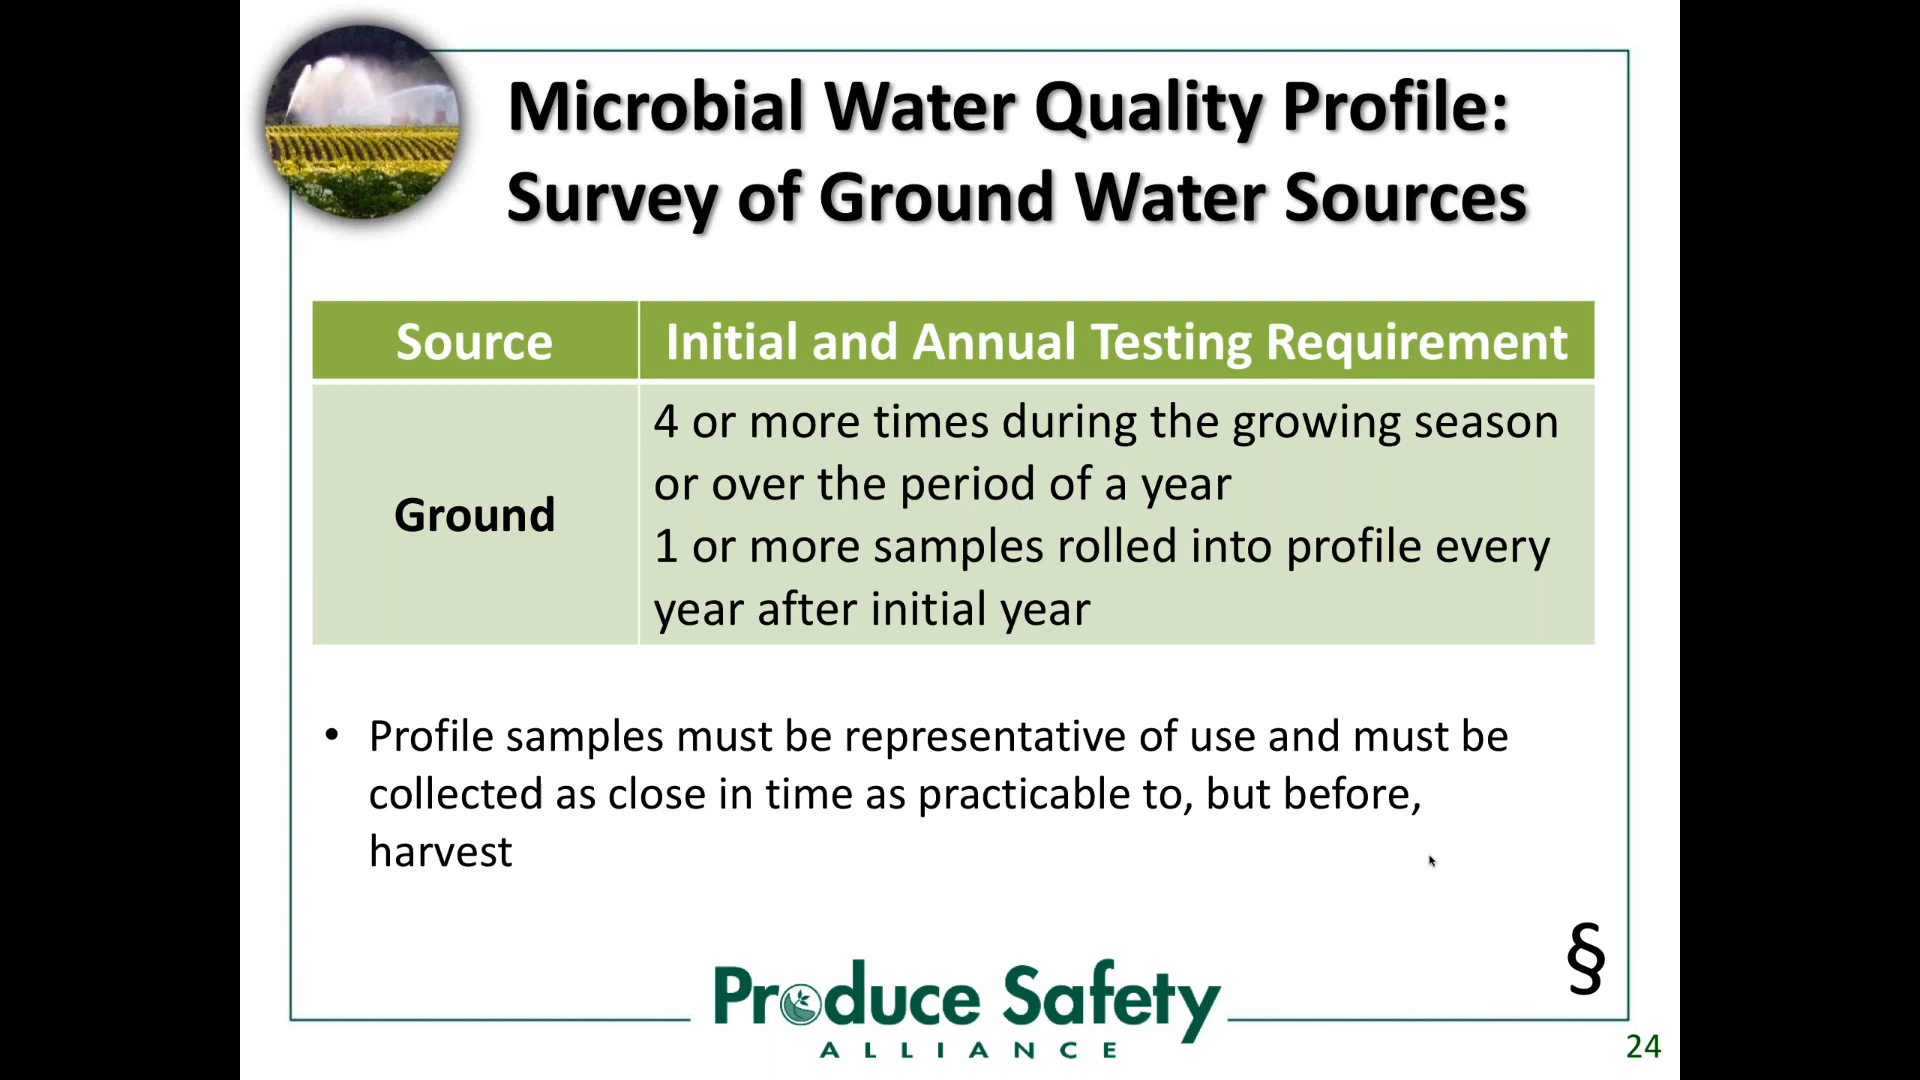 Microbial Water Quality Profile:
Survey of Ground Water Sources
Source
Initial and Annual Testing Requirement
Ground
4 or more times during the growing season
or over the period of a year
1 or more samples rolled into profile every
year after initial year
• Profile samples must be representative of use and must be
collected as close in time as practicable to, but before,
harvest
§
Produce Safety
ALLIANCE
24